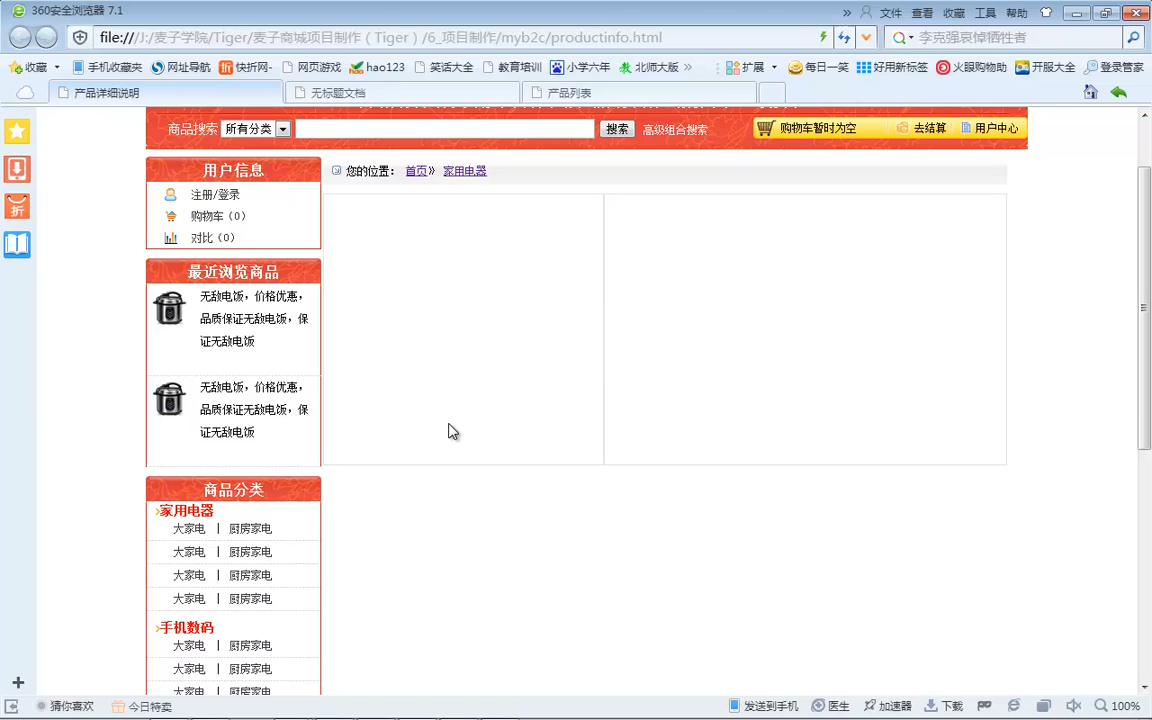 360安全浏览器 7.1
» 文件 查看 收藏 工具 帮助
file:///J:/麦子学院/Tiger/麦子商城项目制作（Tiger）/6_项目制作/myb2c/productinfo.html
李克强哀悼牺牲者
收藏 手机收藏夹 网址导航 快折网- 网页游戏 hao123 笑话大全 教育培训 小学六年 北师大版 » 扩展 每日一笑 好用新标签 火眼购物助 开服大全 登录管家
产品详细说明 无标题文档 产品列表
商品搜索 所有分类 搜索 高级组合搜索 购物车暂时为空 去结算 用户中心
用户信息
注册/登录
购物车（0）
对比（0）
您的位置： 首页» 家用电器
最近浏览商品
无敌电饭，价格优惠，
品质保证无敌电饭，保
证无敌电饭
无敌电饭，价格优惠，
品质保证无敌电饭，保
证无敌电饭
商品分类
家用电器
大家电 | 厨房家电
大家电 | 厨房家电
大家电 | 厨房家电
大家电 | 厨房家电
手机数码
大家电 | 厨房家电
大家电 | 厨房家电
大家电 | 厨房家电
折
猜你喜欢 今日特卖 发送到手机 医生 加速器 下载 100%